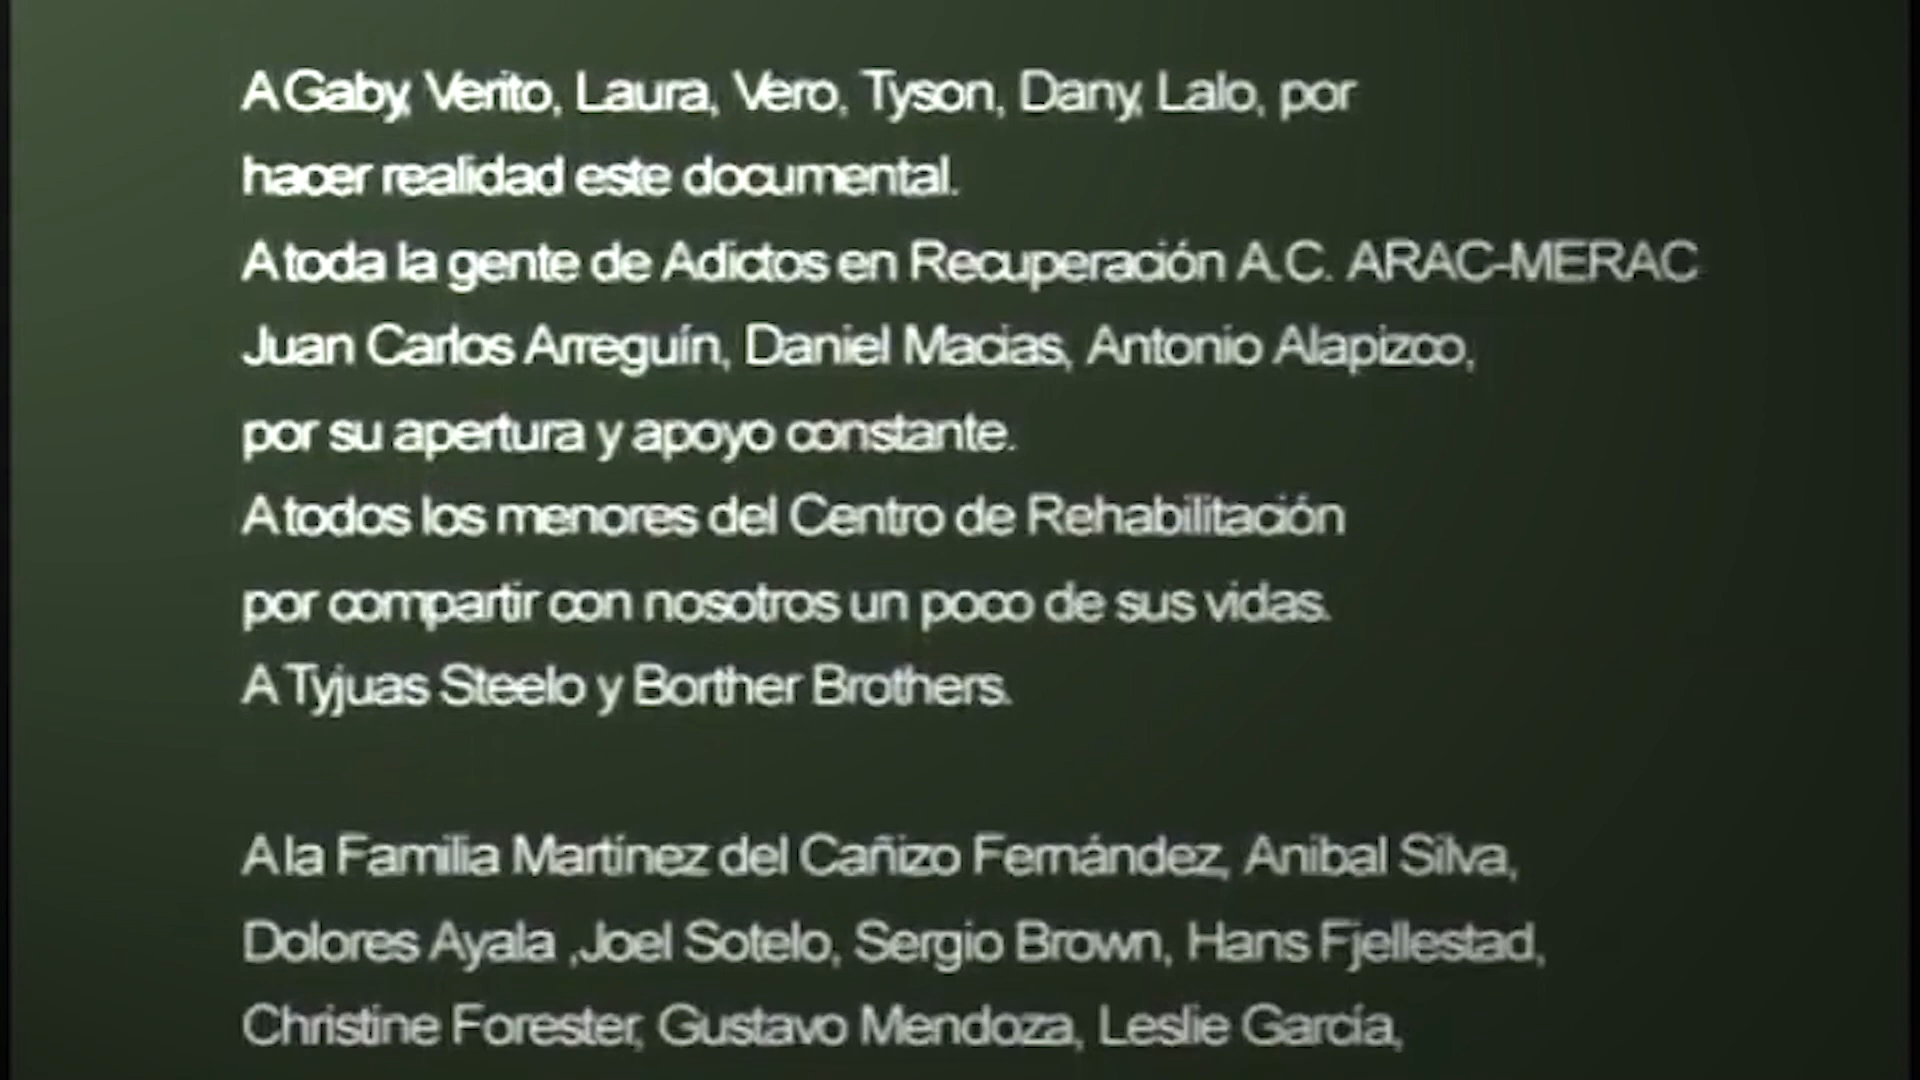 A Gaby, Verito, Laura, Vero, Tyson, Dany, Lalo, por
hacer realidad este documental.
A toda la gente de Adictos en Recuperación A.C. ARAC-MERAC
Juan Carlos Arreguín, Daniel Macias, Antonio Alapizco,
por su apertura y apoyo constante.
A todos los menores del Centro de Rehabilitación
por compartir con nosotros un poco de sus vidas.
A Tyjuas Steelo y Borther Brothers.
A la Familia Martínez del Cañizo Fernández, Anibal Silva,
Dolores Ayala ,Joel Sotelo, Sergio Brown, Hans Fjellestad,
Christine Forester, Gustavo Mendoza, Leslie García,